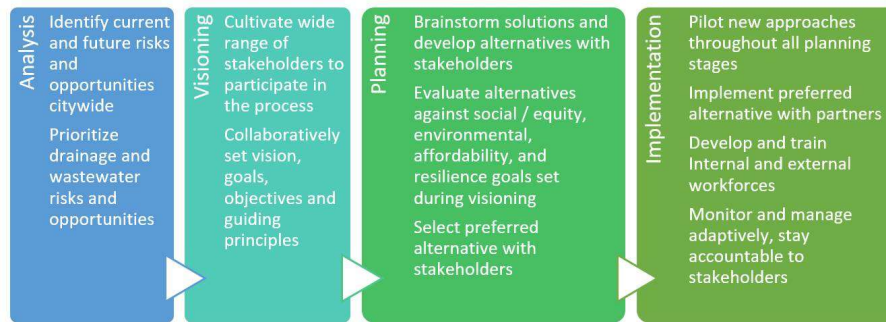 Analysis
Identify current
and future risks
and
opportunities
citywide
Prioritize
drainage and
wastewater
risks and
opportunities
Visioning
Cultivate wide
range of
stakeholders to
participate in
the process
Collaboratively
set vision,
goals,
objectives and
guiding
principles
Planning
Brainstorm solutions and
develop alternatives with
stakeholders
Evaluate alternatives
against social / equity,
environmental,
affordability, and
resilience goals set
during visioning
Select preferred
alternative with
stakeholders
Implementation
Pilot new approaches
throughout all planning
stages
Implement preferred
alternative with partners
Develop and train
Internal and external
workforces
Monitor and manage
adaptively, stay
accountable to
stakeholders